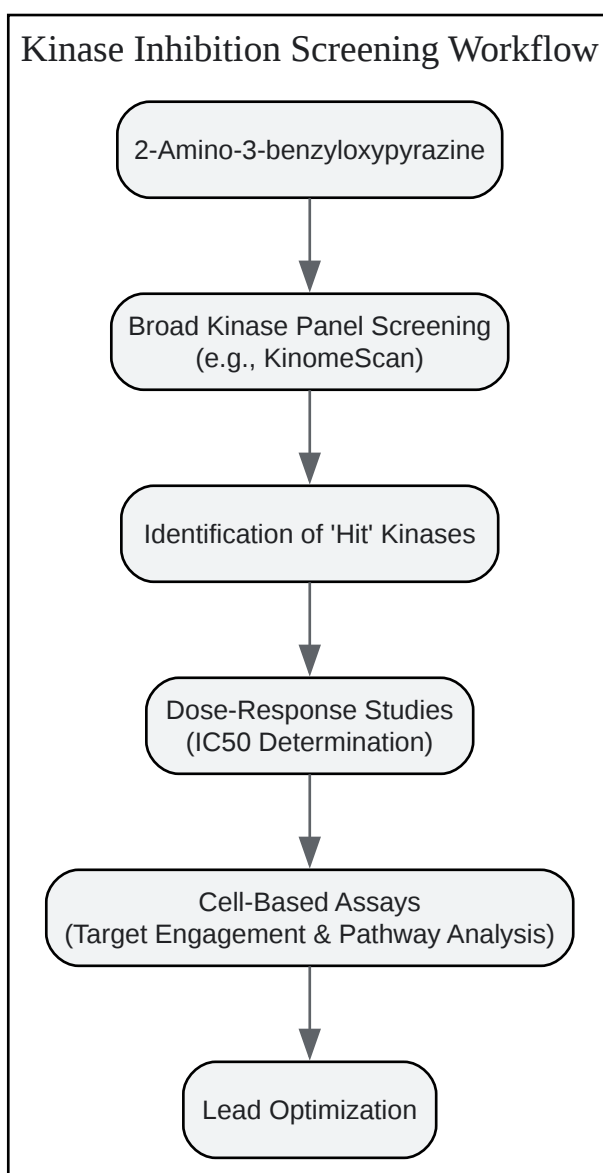 Kinase Inhibition Screening Workflow
2-Amino-3-benzyloxypyrazine
Broad Kinase Panel Screening
(e.g., KinomeScan)
Identification of 'Hit' Kinases
Dose-Response Studies
(IC50 Determination)
Cell-Based Assays
(Target Engagement & Pathway Analysis)
Lead Optimization